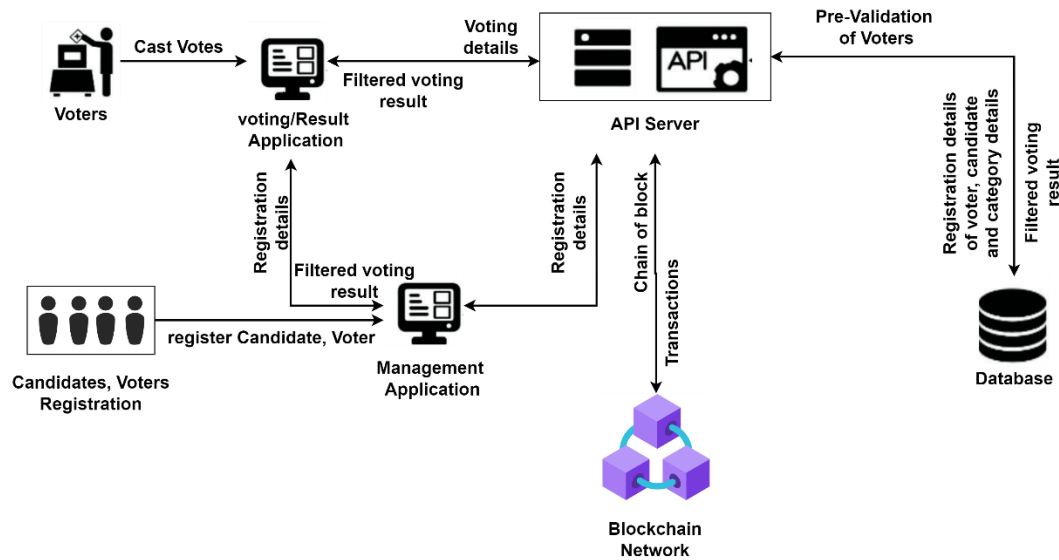 Cast Votes
Voters
voting/Result
Application
Voting
details
Filtered voting
result
API
API Server
Pre-Validation
of Voters
Registration details
of voter, candidate
and category details
Filtered voting
result
Registration
details
Filtered voting
result
Registration
details
Chain of block
Transactions
register Candidate, Voter
Candidates, Voters
Registration
Management
Application
Database
Blockchain
Network